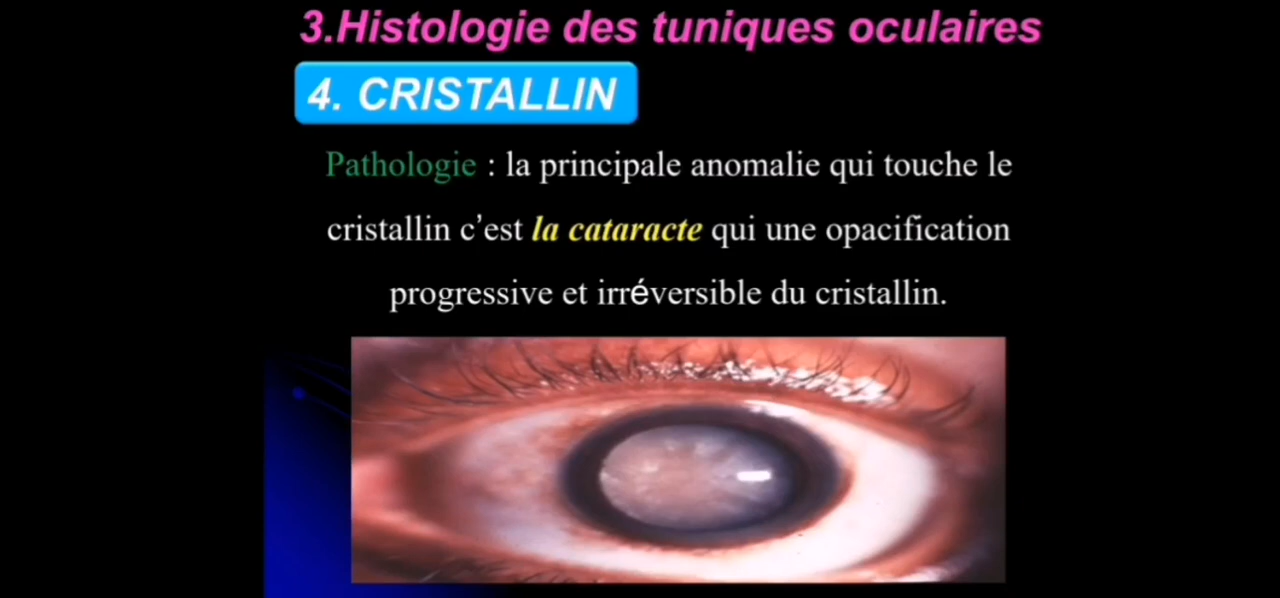 3.Histologie des tuniques oculaires
4. CRISTALLIN
Pathologie : la principale anomalie qui touche le
cristallin c’est la cataracte qui une opacification
progressive et irréversible du cristallin.